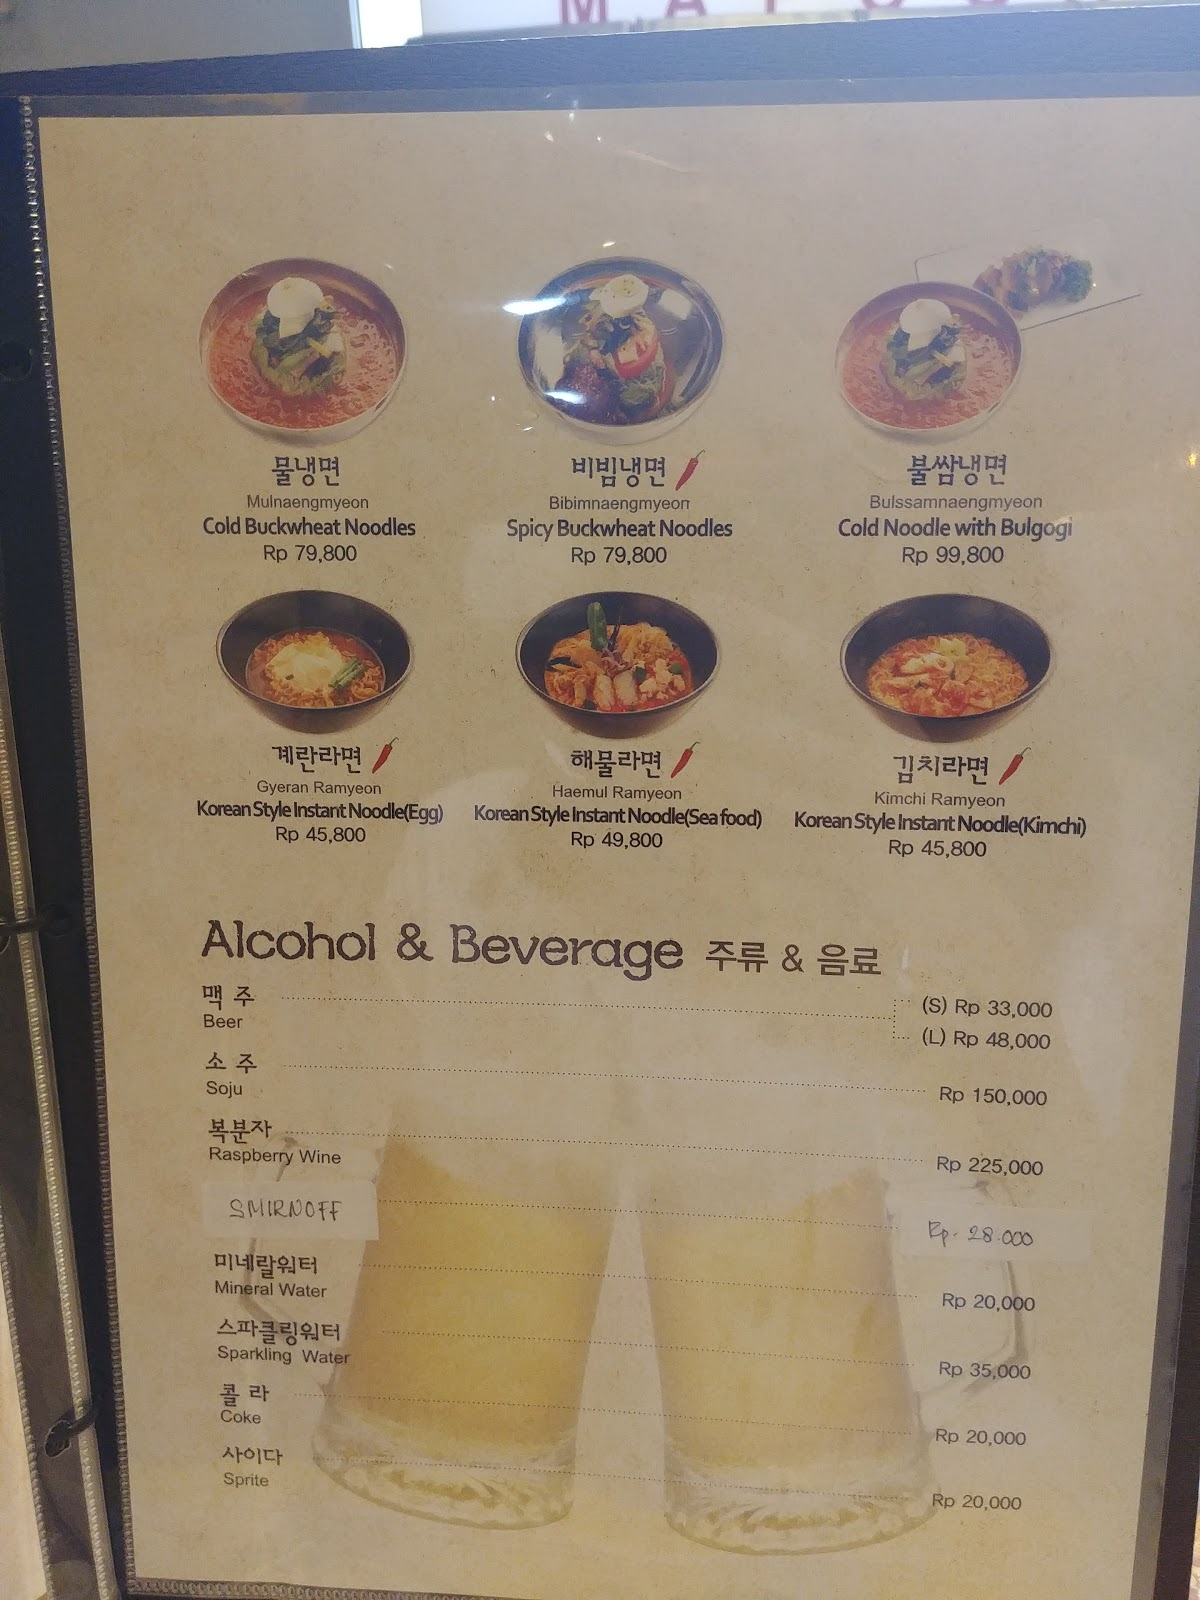 물냉면
Mulnaengmyeon
Cold Buckwheat Noodles
Rp 79,800
비빔냉면
Bibimnaengmyeon
Spicy Buckwheat Noodles
Rp 79,800
불쌈냉면
Bulssamnaengmyeon
Cold Noodle with Bulgogi
Rp 99,800
계란라면
Gyeran Ramyeon
Korean Style Instant Noodle(Egg)
Rp 45,800
해물라면
Haemul Ramyeon
Korean Style Instant Noodle(Sea food)
Rp 49,800
김치라면
Kimchi Ramyeon
Korean Style Instant Noodle(Kimchi)
Rp 45,800
Alcohol & Beverage 주류 & 음료
맥 주
Beer
(S) Rp 33,000
(L) Rp 48,000
소 주
Soju
Rp 150,000
복분자
Raspberry Wine
Rp 225,000
SMIRNOFF
Rp. 28.000
미네랄워터
Mineral Water
Rp 20,000
스파클링워터
Sparkling Water
Rp 35,000
콜 라
Coke
Rp 20,000
사이다
Sprite
Rp 20,000